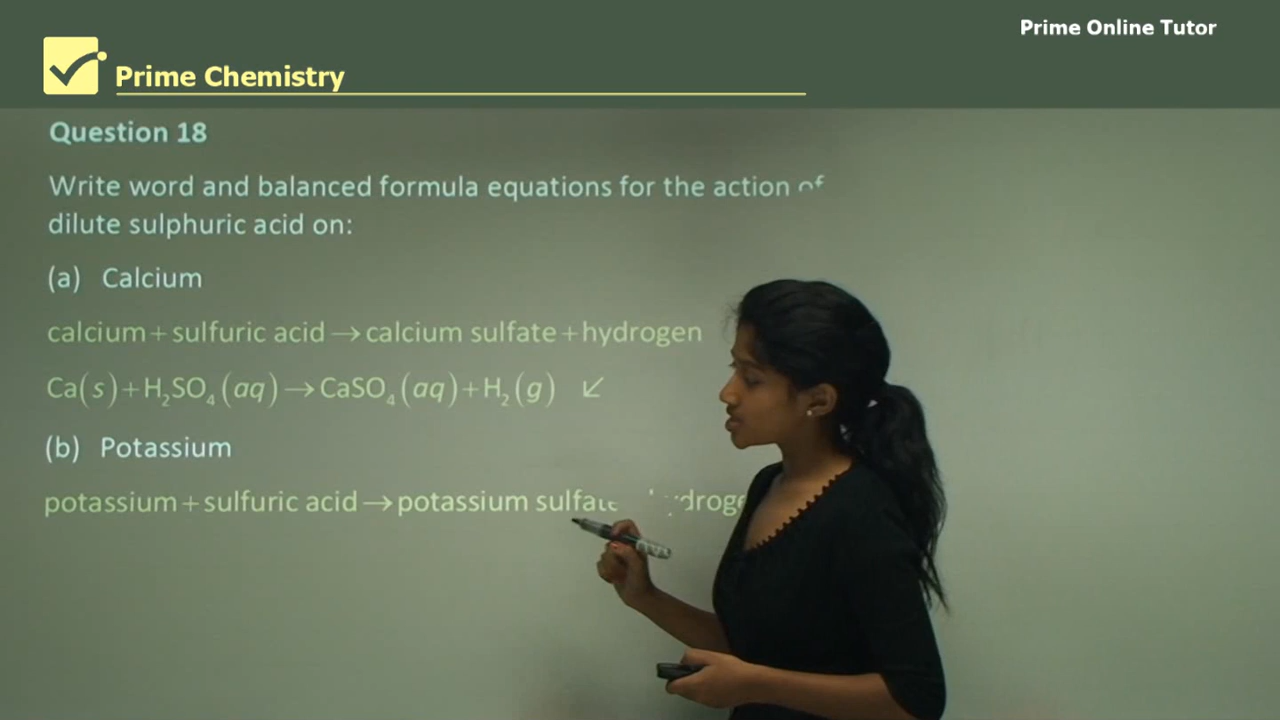 Prime Online Tutor
Prime Chemistry
Question 18
Write word and balanced formula equations for the action of
dilute sulphuric acid on:
(a) Calcium
calcium + sulfuric acid → calcium sulfate + hydrogen
Ca(s) + H₂SO₄(aq) → CaSO₄(aq) + H₂(g) ↙
(b) Potassium
potassium + sulfuric acid → potassium sulfate